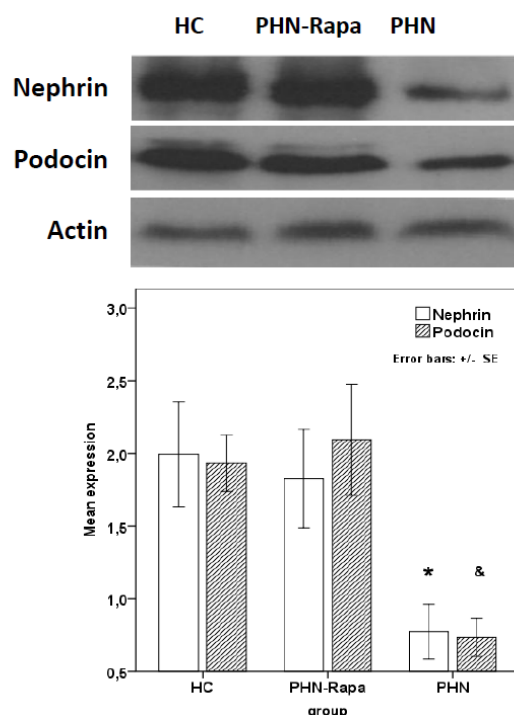 HC PHN-Rapa PHN
Nephrin
Podocin
Actin
3,0
Nephrin
Podocin
Error bars: +/- SE
2,5
2,0
Mean expression
1,5
* &
1,0
0,5
HC PHN-Rapa PHN
group